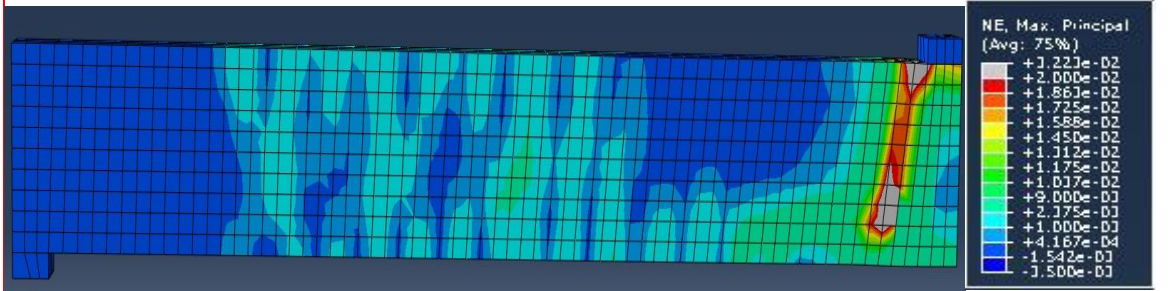 NE, Max. Principal
(Avg: 75%)
+3.223e-02
+2.000e-02
+1.863e-02
+1.725e-02
+1.588e-02
+1.450e-02
+1.312e-02
+1.175e-02
+1.037e-02
+9.000e-03
+2.375e-03
+1.000e-03
+4.167e-04
-1.542e-03
-3.500e-03